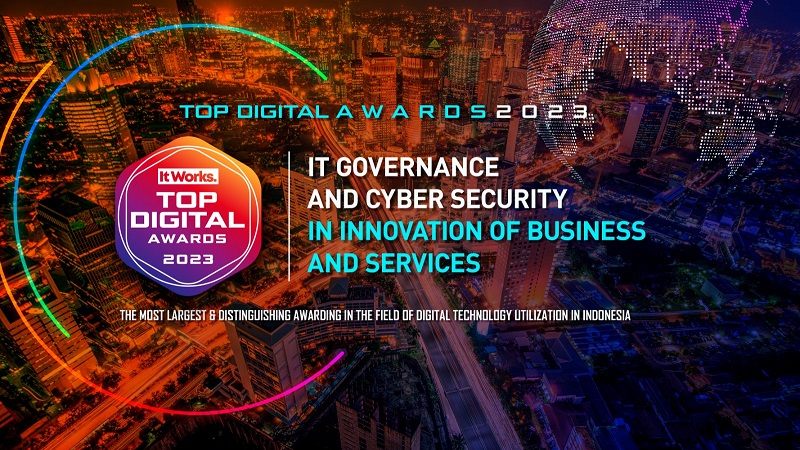 TOP DIGITAL AWARDS 2023
It Works.
TOP
DIGITAL
AWARDS
2023
IT GOVERNANCE
AND CYBER SECURITY
IN INNOVATION OF BUSINESS
AND SERVICES
THE MOST LARGEST & DISTINGUISHING AWARDING IN THE FIELD OF DIGITAL TECHNOLOGY UTILIZATION IN INDONESIA